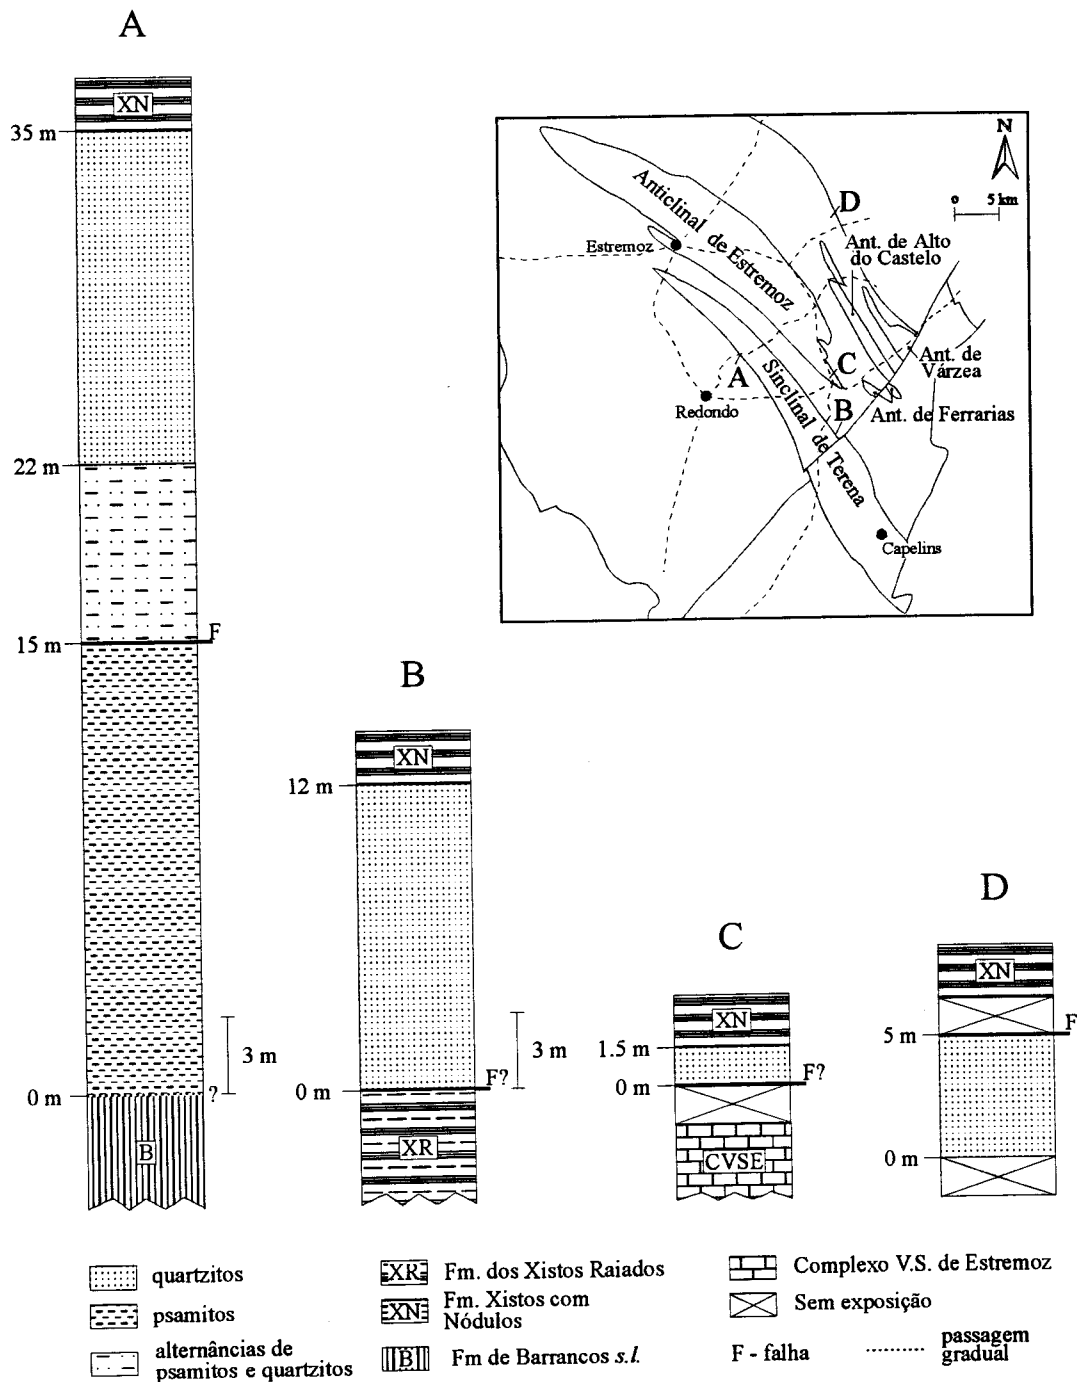 A
XN
35 m
22 m
15 m
F
3 m
0 m
?
B
N
0 5 km
Anticlinal de Estremoz
D
Estremoz
Ant. de Alto
do Castelo
A
Sinclinal de Terena
C
Ant. de
Várzea
Redondo
B
Ant. de Ferrarias
Capelins
B
XN
12 m
3 m
0 m
F?
XR
C
XN
1.5 m
0 m
F?
CVSE
D
XN
5 m
F
0 m
quartzitos
psamitos
alternâncias de
psamitos e quartzitos
XR
Fm. dos Xistos Raiados
XN
Fm. Xistos com
Nódulos
B
Fm de Barrancos s.l.
Complexo V.S. de Estremoz
Sem exposição
F - falha
passagem
gradual